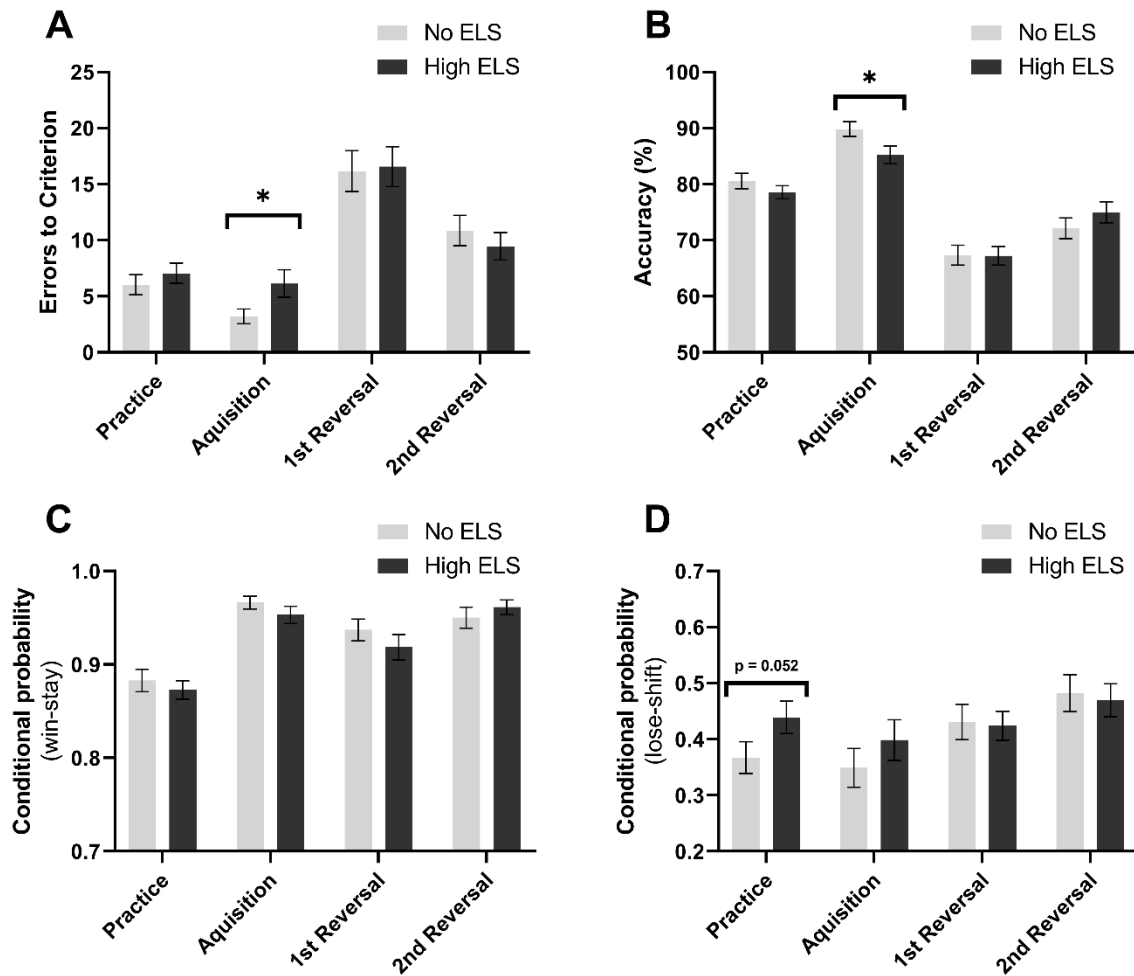 A
No ELS
High ELS
Errors to Criterion
25
20
15
10
5
0
*
Practice
Aquisition
1st Reversal
2nd Reversal
B
No ELS
High ELS
Accuracy (%)
100
90
80
70
60
50
*
Practice
Aquisition
1st Reversal
2nd Reversal
C
No ELS
High ELS
Conditional probability
(win-stay)
1.0
0.9
0.8
0.7
Practice
Aquisition
1st Reversal
2nd Reversal
D
No ELS
High ELS
Conditional probability
(lose-shift)
0.7
0.6
0.5
0.4
0.3
0.2
p = 0.052
Practice
Aquisition
1st Reversal
2nd Reversal